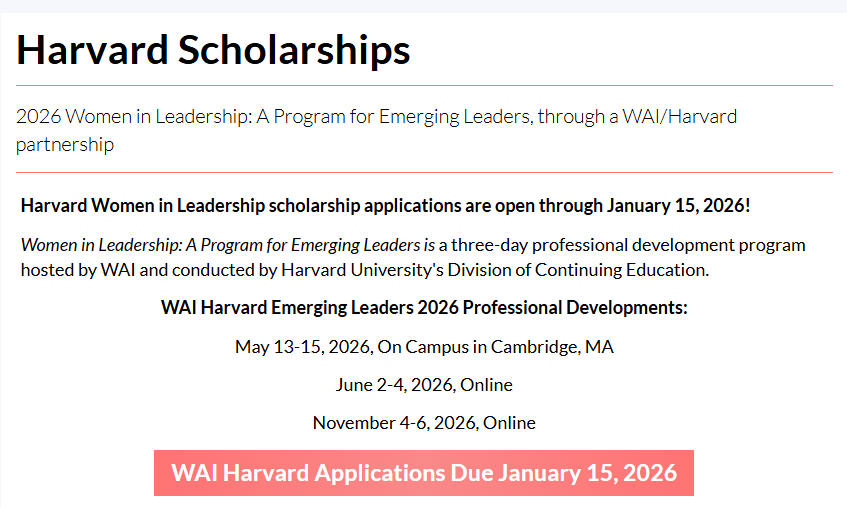 Harvard Scholarships
2026 Women in Leadership: A Program for Emerging Leaders, through a WAI/Harvard
partnership
Harvard Women in Leadership scholarship applications are open through January 15, 2026!
Women in Leadership: A Program for Emerging Leaders is a three-day professional development program
hosted by WAI and conducted by Harvard University's Division of Continuing Education.
WAI Harvard Emerging Leaders 2026 Professional Developments:
May 13-15, 2026, On Campus in Cambridge, MA
June 2-4, 2026, Online
November 4-6, 2026, Online
WAI Harvard Applications Due January 15, 2026